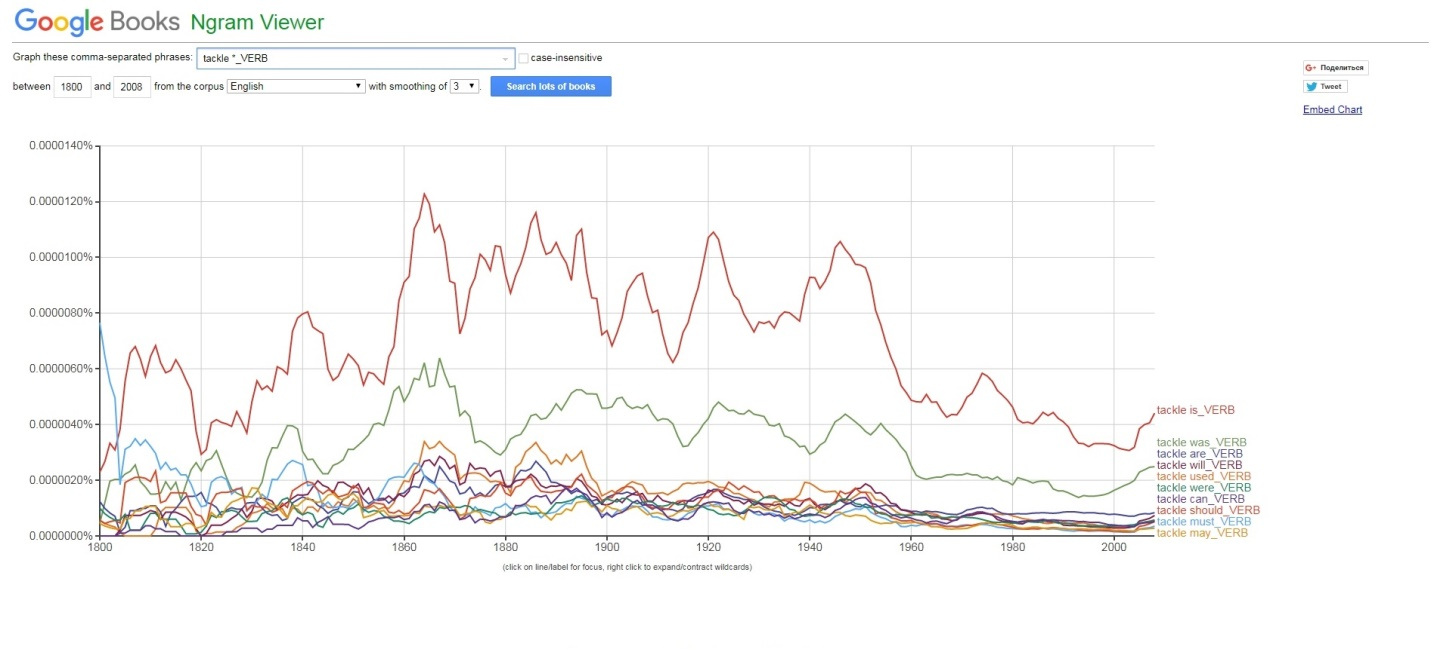 Google Books Ngram Viewer
Graph these comma-separated phrases: tackle *_VERB case-insensitive
between 1800 and 2008 from the corpus English with smoothing of 3 . Search lots of books
G+ Поделиться
Tweet
Embed Chart
0.0000140%
0.0000120%
0.0000100%
0.0000080%
0.0000060%
0.0000040%
0.0000020%
0.0000000%
1800 1820 1840 1860 1880 1900 1920 1940 1960 1980 2000
tackle is_VERB
tackle was_VERB
tackle are_VERB
tackle will_VERB
tackle used_VERB
tackle were_VERB
tackle can_VERB
tackle should_VERB
tackle must_VERB
tackle may_VERB
(click on line/label for focus, right click to expand/contract wildcards)